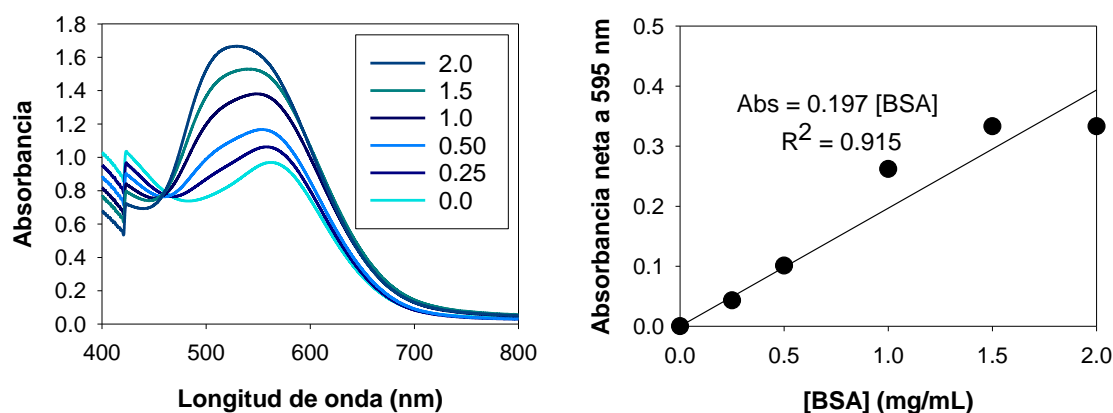 Absorbancia
1.8
1.6
1.4
1.2
1.0
0.8
0.6
0.4
0.2
0.0
2.0
1.5
1.0
0.50
0.25
0.0
400 500 600 700 800
Longitud de onda (nm)
Absorbancia neta a 595 nm
0.5
0.4
0.3
0.2
0.1
0.0
Abs = 0.197 [BSA]
R² = 0.915
0.0 0.5 1.0 1.5 2.0
[BSA] (mg/mL)